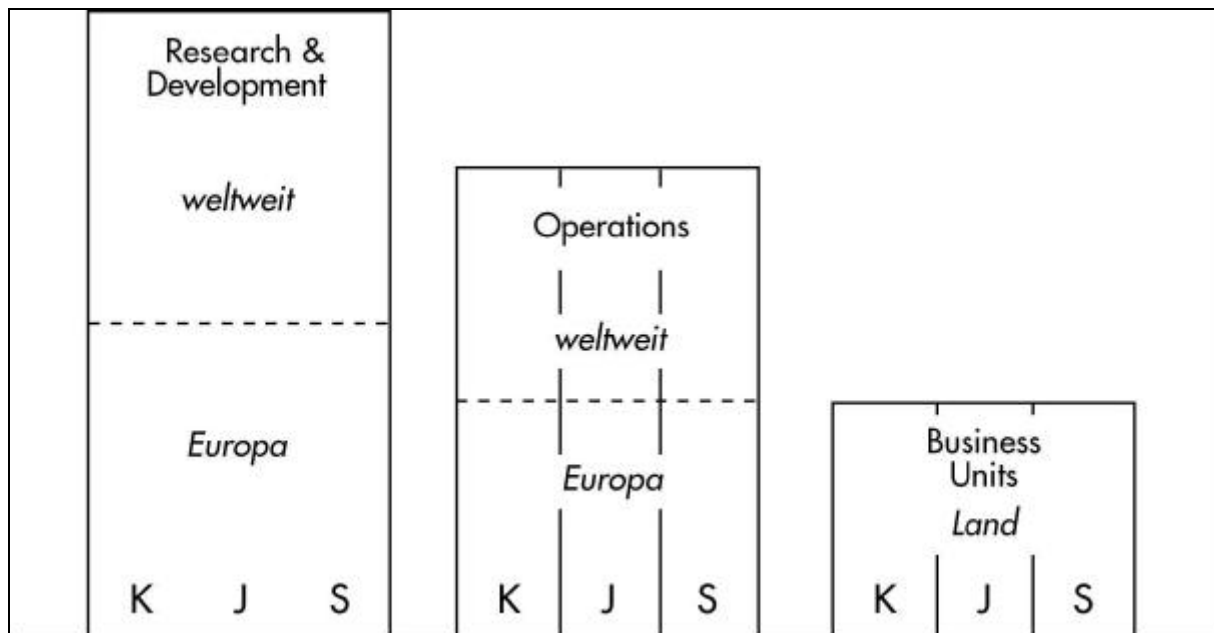 Research &
Development
weltweit
Europa
K J S
Operations
weltweit
Europa
K J S
Business
Units
Land
K J S